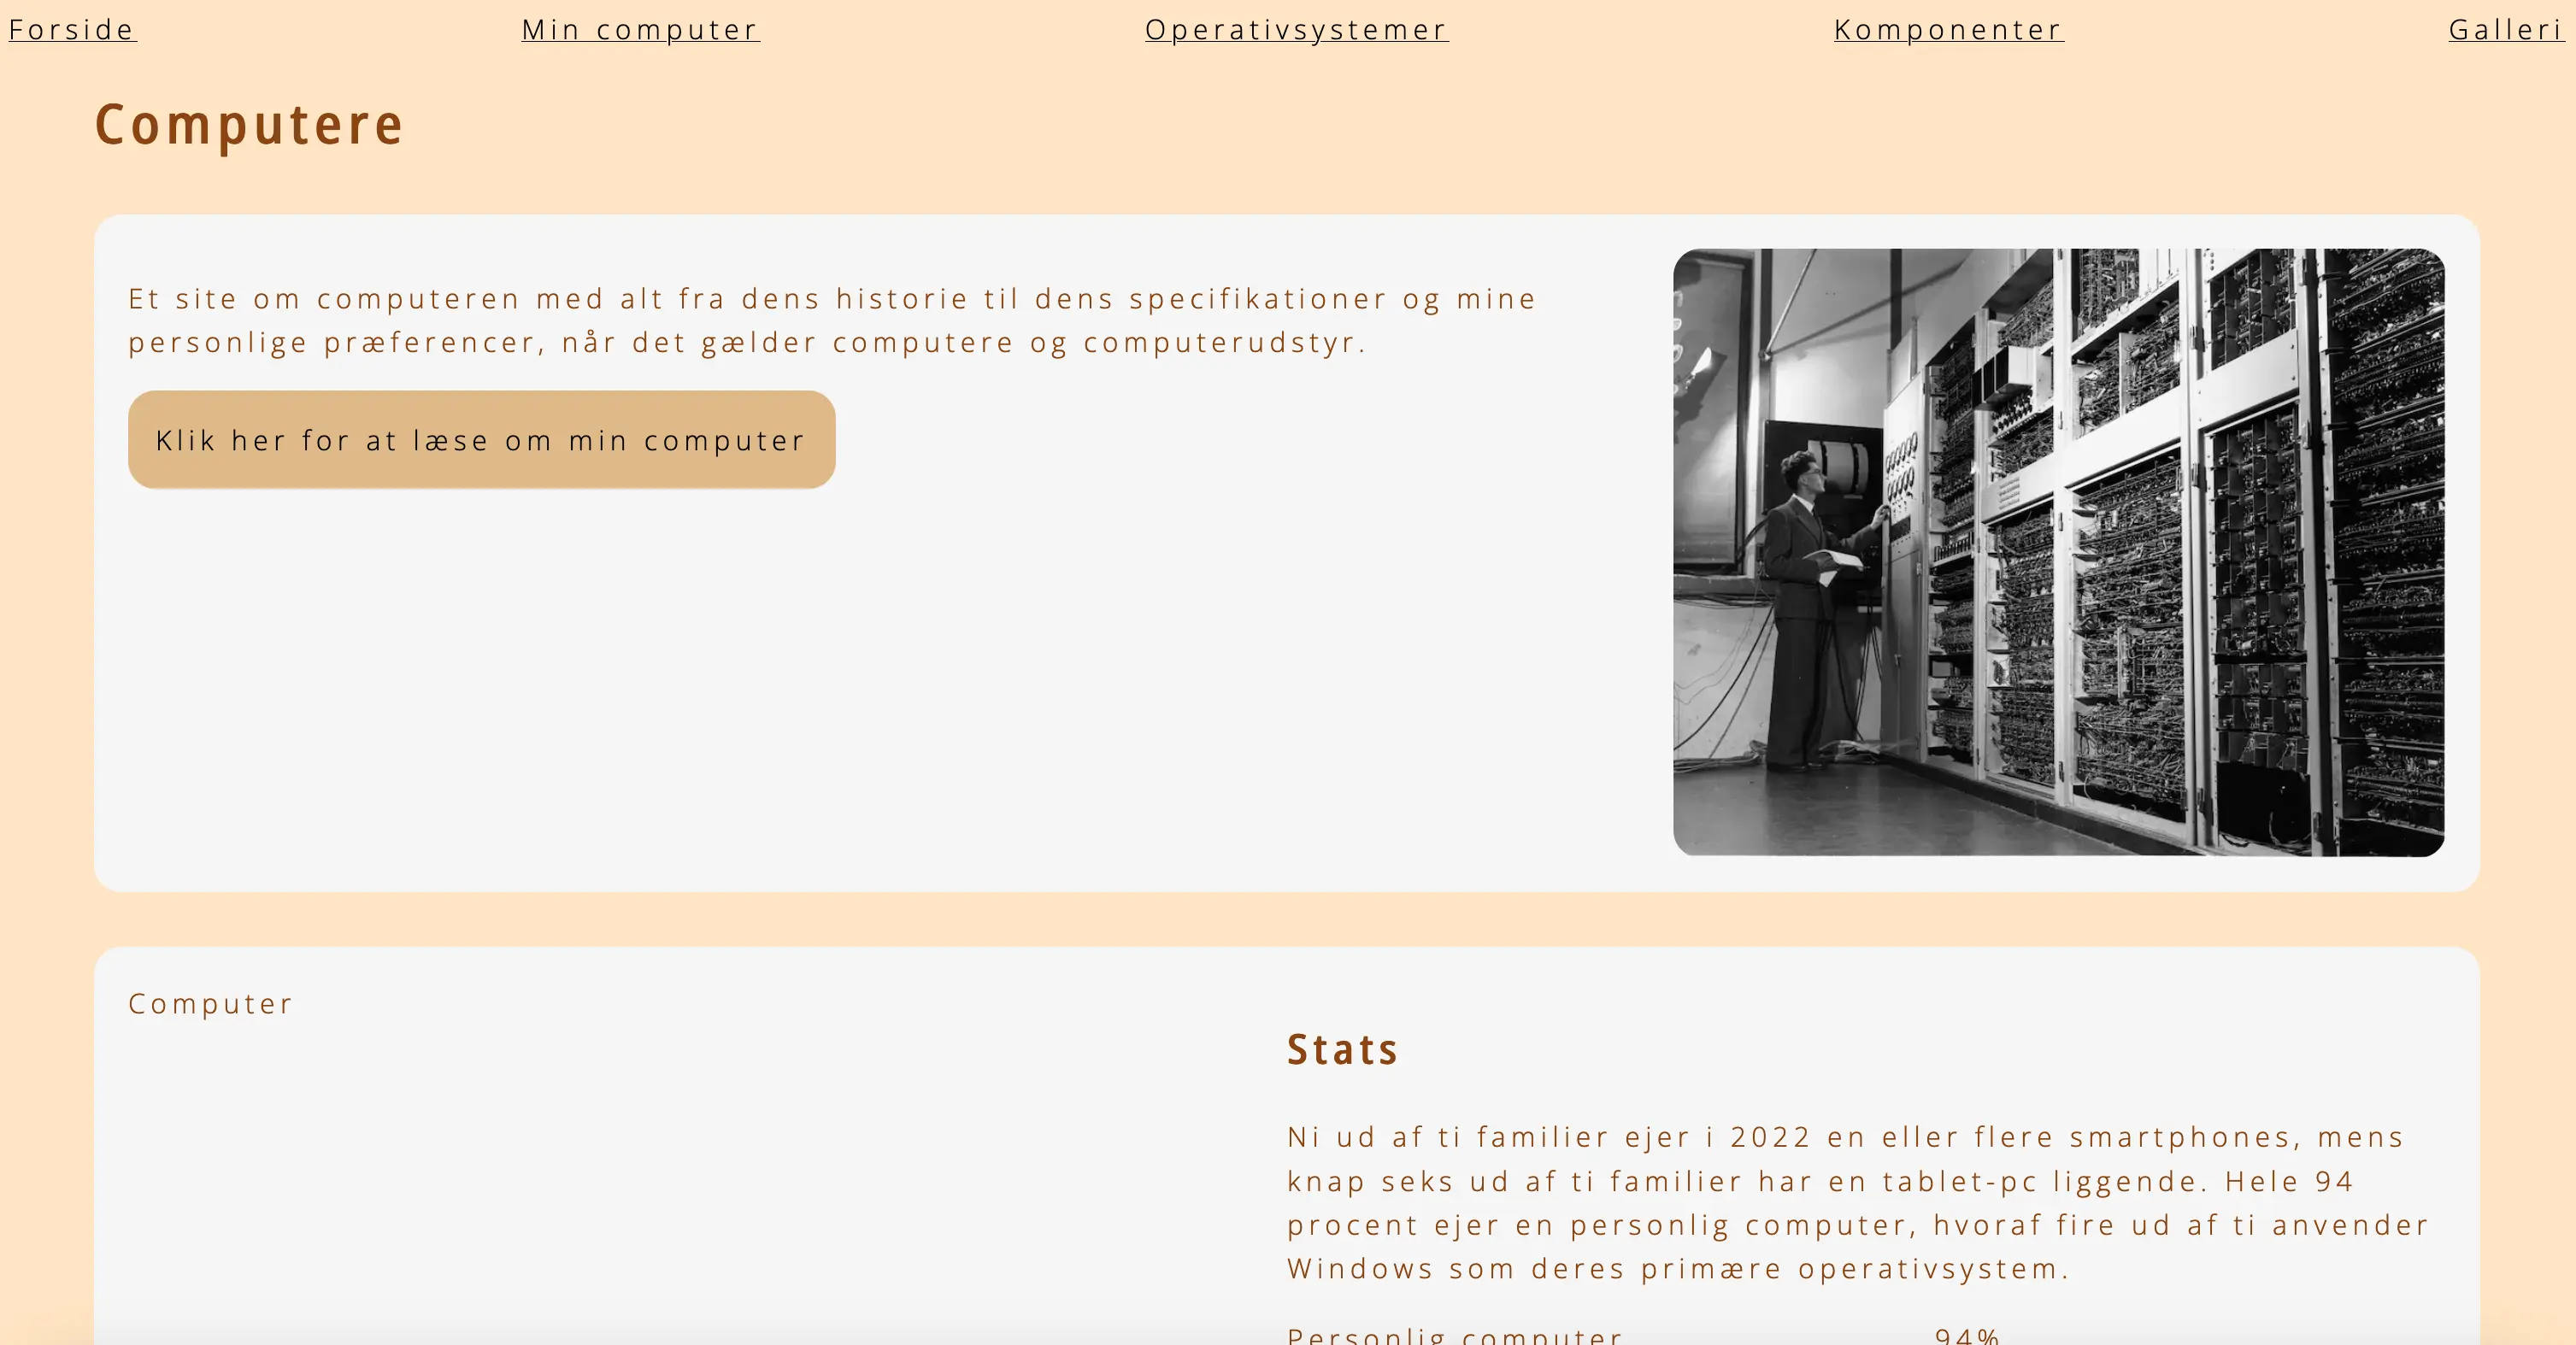 Forside
Min computer
Operativsystemer
Komponenter
Galleri
Computere
Et site om computeren med alt fra dens historie til dens specifikationer og mine
personlige præferencer, når det gælder computere og computerudstyr.
Klik her for at læse om min computer
Computer
Stats
Ni ud af ti familier ejer i 2022 en eller flere smartphones, mens
knap seks ud af ti familier har en tablet-pc liggende. Hele 94
procent ejer en personlig computer, hvoraf fire ud af ti anvender
Windows som deres primære operativsystem.
Personlig computer 94%